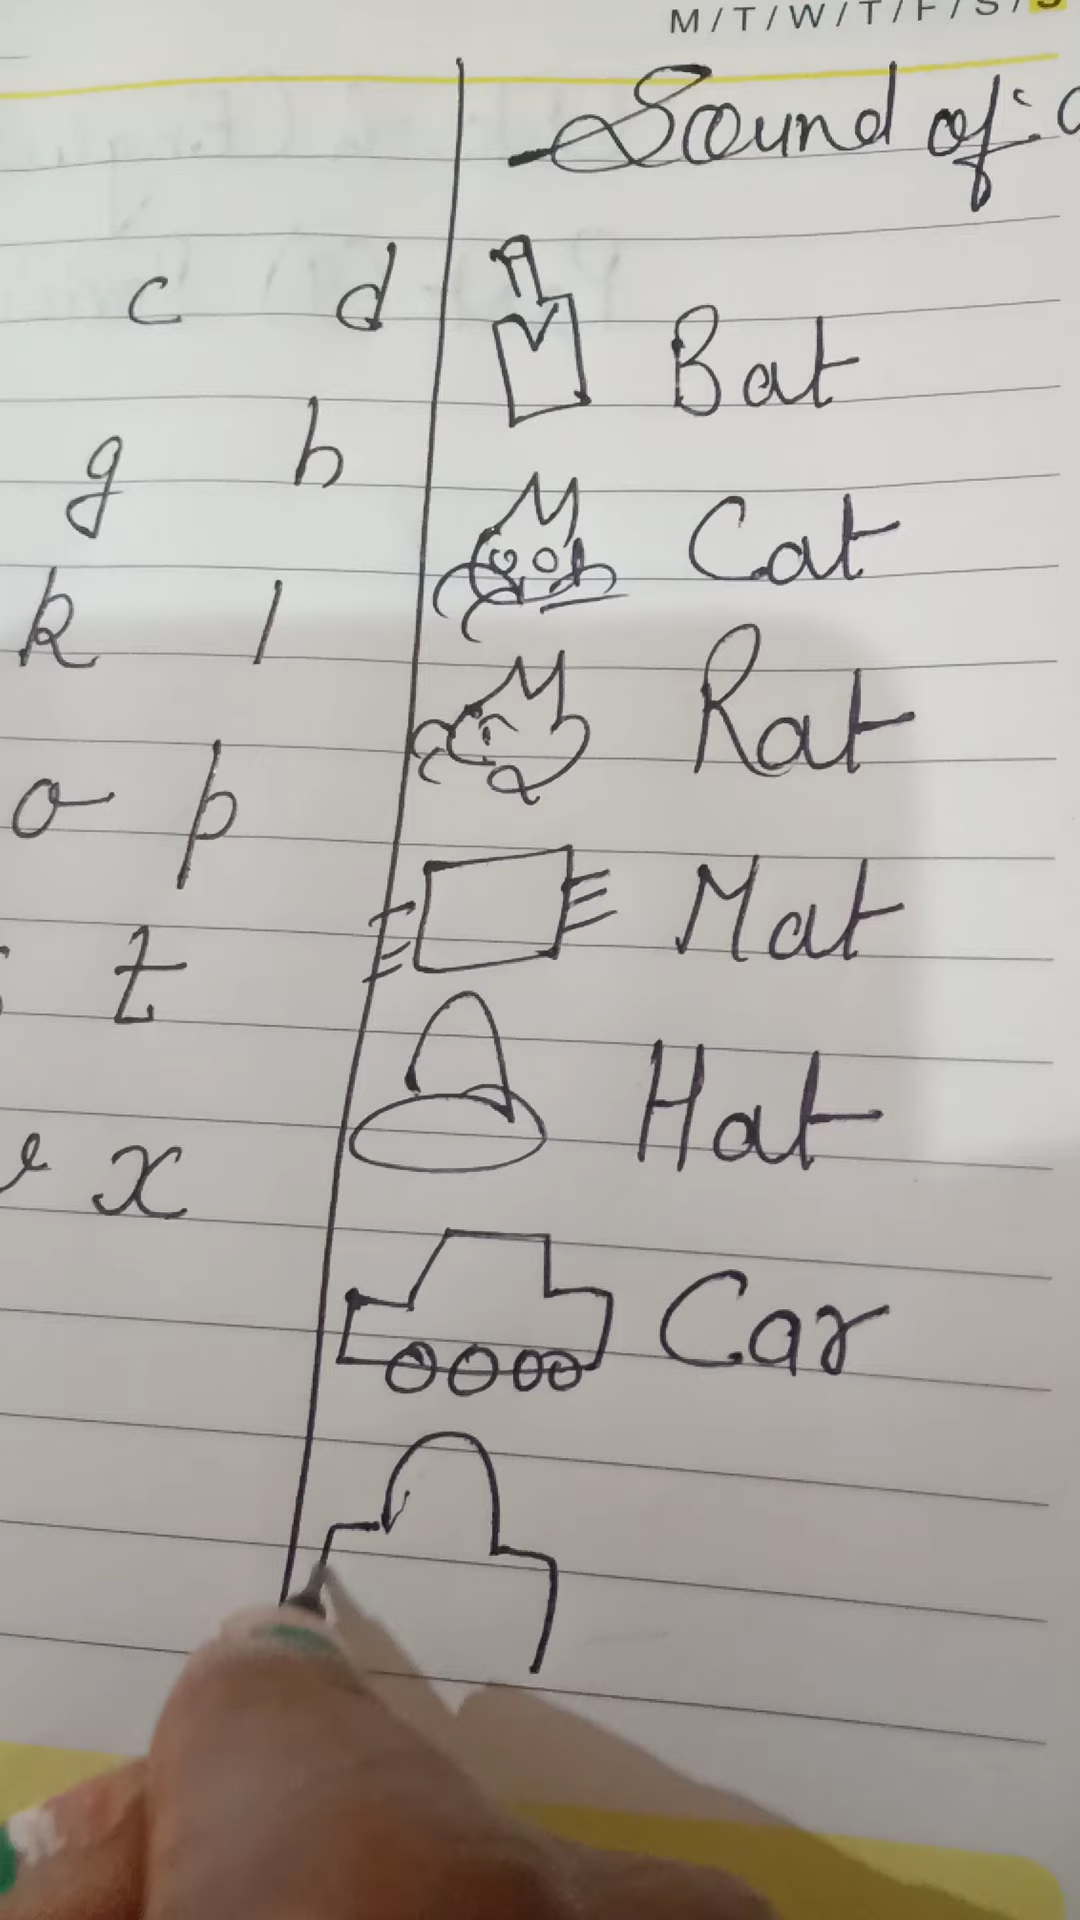 M/T/W/T/F/S/S
Sound of:
c d Bat
g h Cat
k l Rat
o p Mat
t Hat
x Car